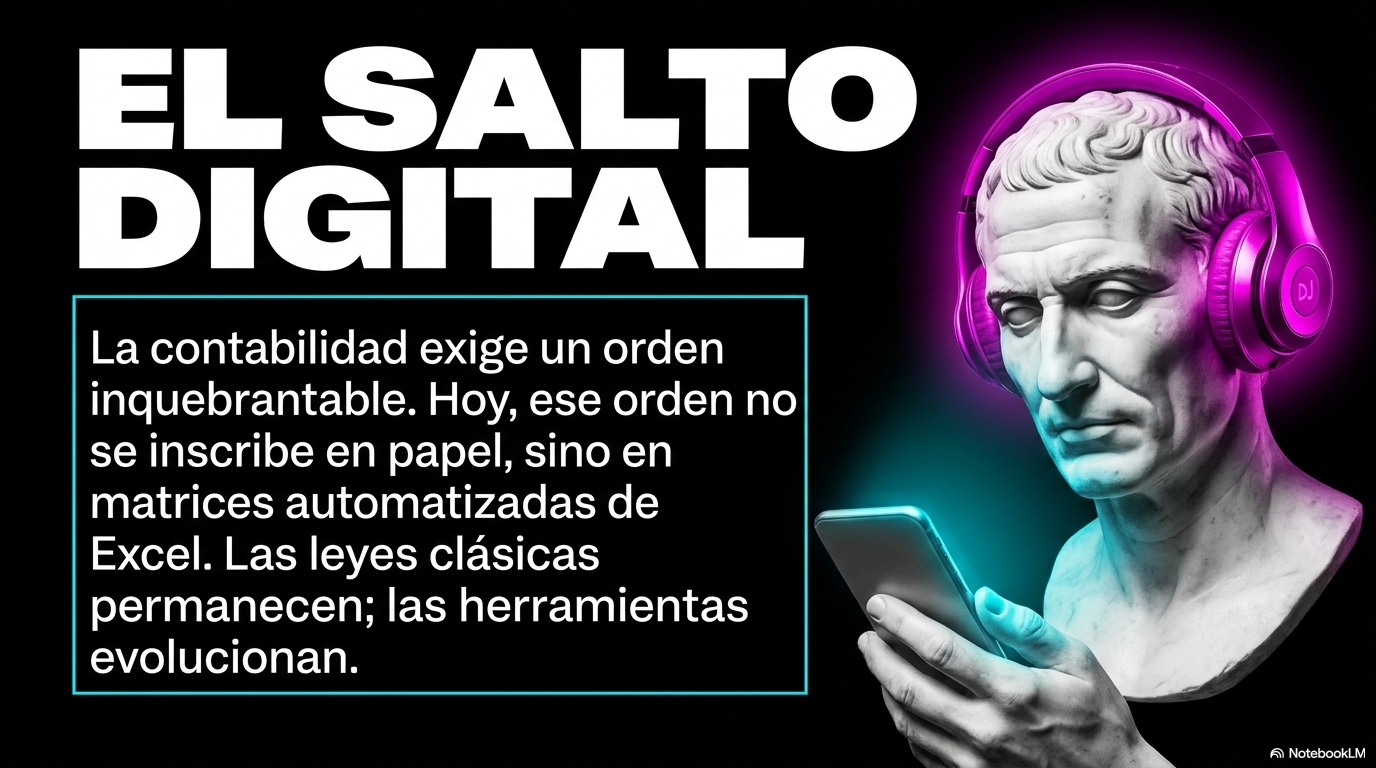 EL SALTO
DIGITAL
La contabilidad exige un orden
inquebrantable. Hoy, ese orden no
se inscribe en papel, sino en
matrices automatizadas de
Excel. Las leyes clásicas
permanecen; las herramientas
evolucionan.
DJ
NotebookLM